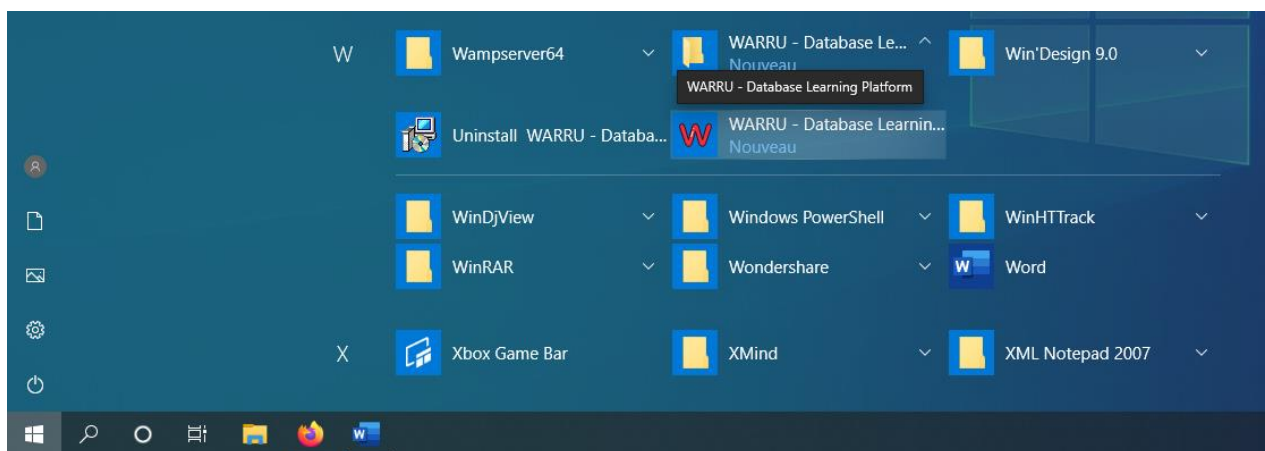 W
Wampserver64
WARRU - Database Le...
Nouveau
Win'Design 9.0
WARRU - Database Learning Platform
Uninstall WARRU - Databa...
WARRU - Database Learnin...
Nouveau
WinDjView
Windows PowerShell
WinHTTrack
WinRAR
Wondershare
Word
X
Xbox Game Bar
XMind
XML Notepad 2007